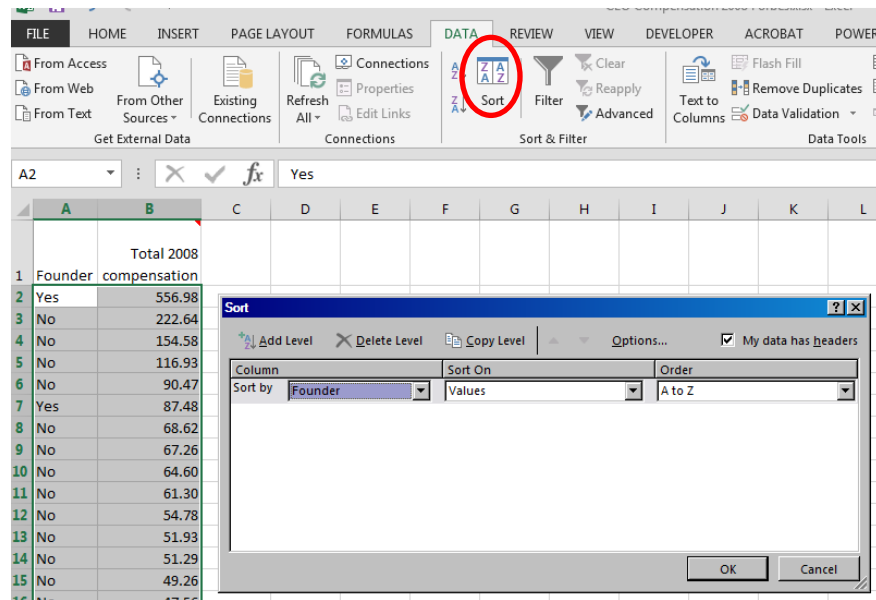 FILE HOME INSERT PAGE LAYOUT FORMULAS DATA REVIEW VIEW DEVELOPER ACROBAT POWER
From Access
From Web
From Text
From Other Sources
Existing Connections
Get External Data
Refresh All
Connections
Properties
Edit Links
Connections
Sort
Filter
Clear
Reapply
Advanced
Sort & Filter
Text to Columns
Flash Fill
Remove Duplicates
Data Validation
Data Tools
A2 fx Yes
A B C D E F G H I J K L
Total 2008
1 Founder compensation
2 Yes 556.98
3 No 222.64
4 No 154.58
5 No 116.93
6 No 90.47
7 Yes 87.48
8 No 68.62
9 No 67.26
10 No 64.60
11 No 61.30
12 No 54.78
13 No 51.93
14 No 51.29
15 No 49.26
Sort
Add Level Delete Level Copy Level Options... My data has headers
Column Sort On Order
Sort by Founder Values A to Z
OK Cancel